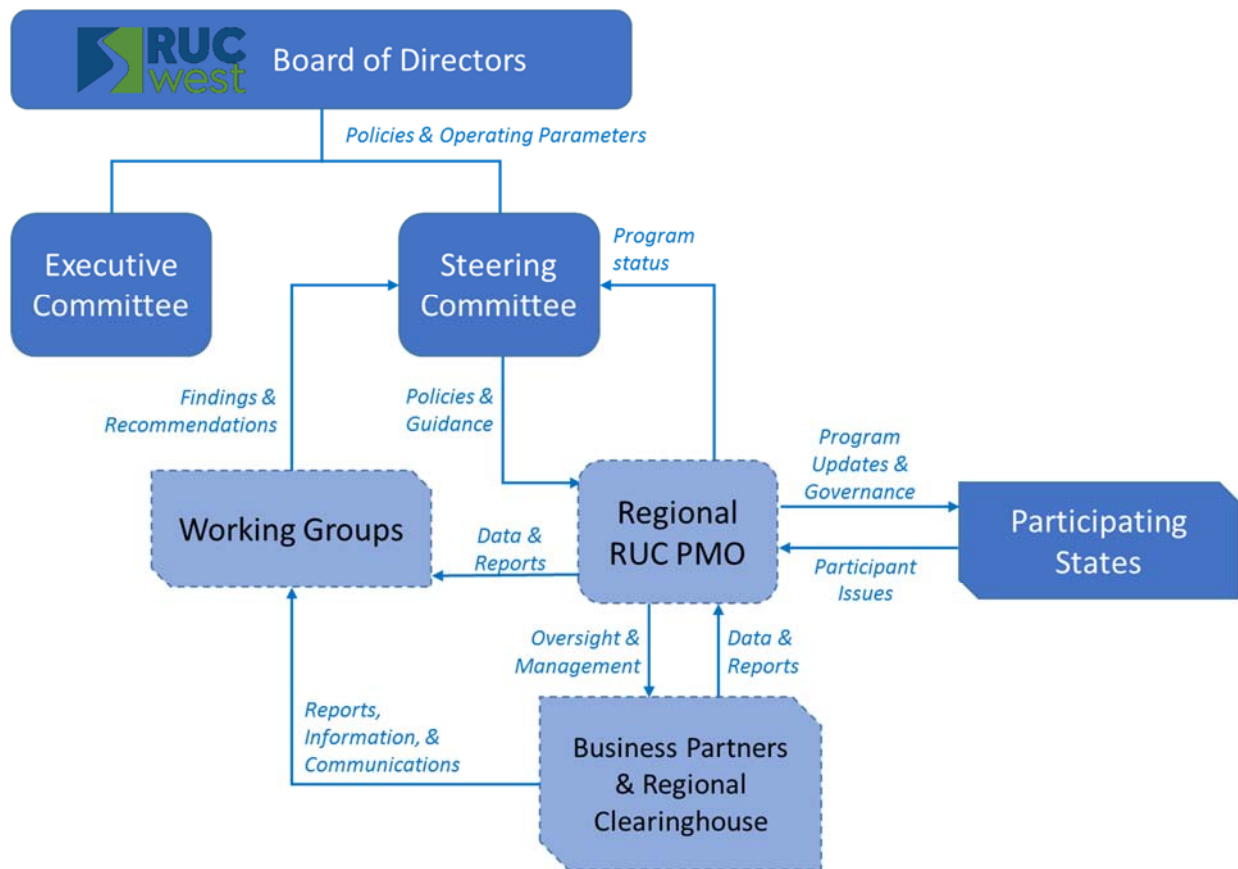 RUC
west
Board of Directors
Policies & Operating Parameters
Executive
Committee
Steering
Committee
Program
status
Findings &
Recommendations
Policies &
Guidance
Program
Updates &
Governance
Working Groups
Data &
Reports
Regional
RUC PMO
Participating
States
Participant
Issues
Oversight &
Management
Data &
Reports
Reports,
Information, &
Communications
Business Partners
& Regional
Clearinghouse